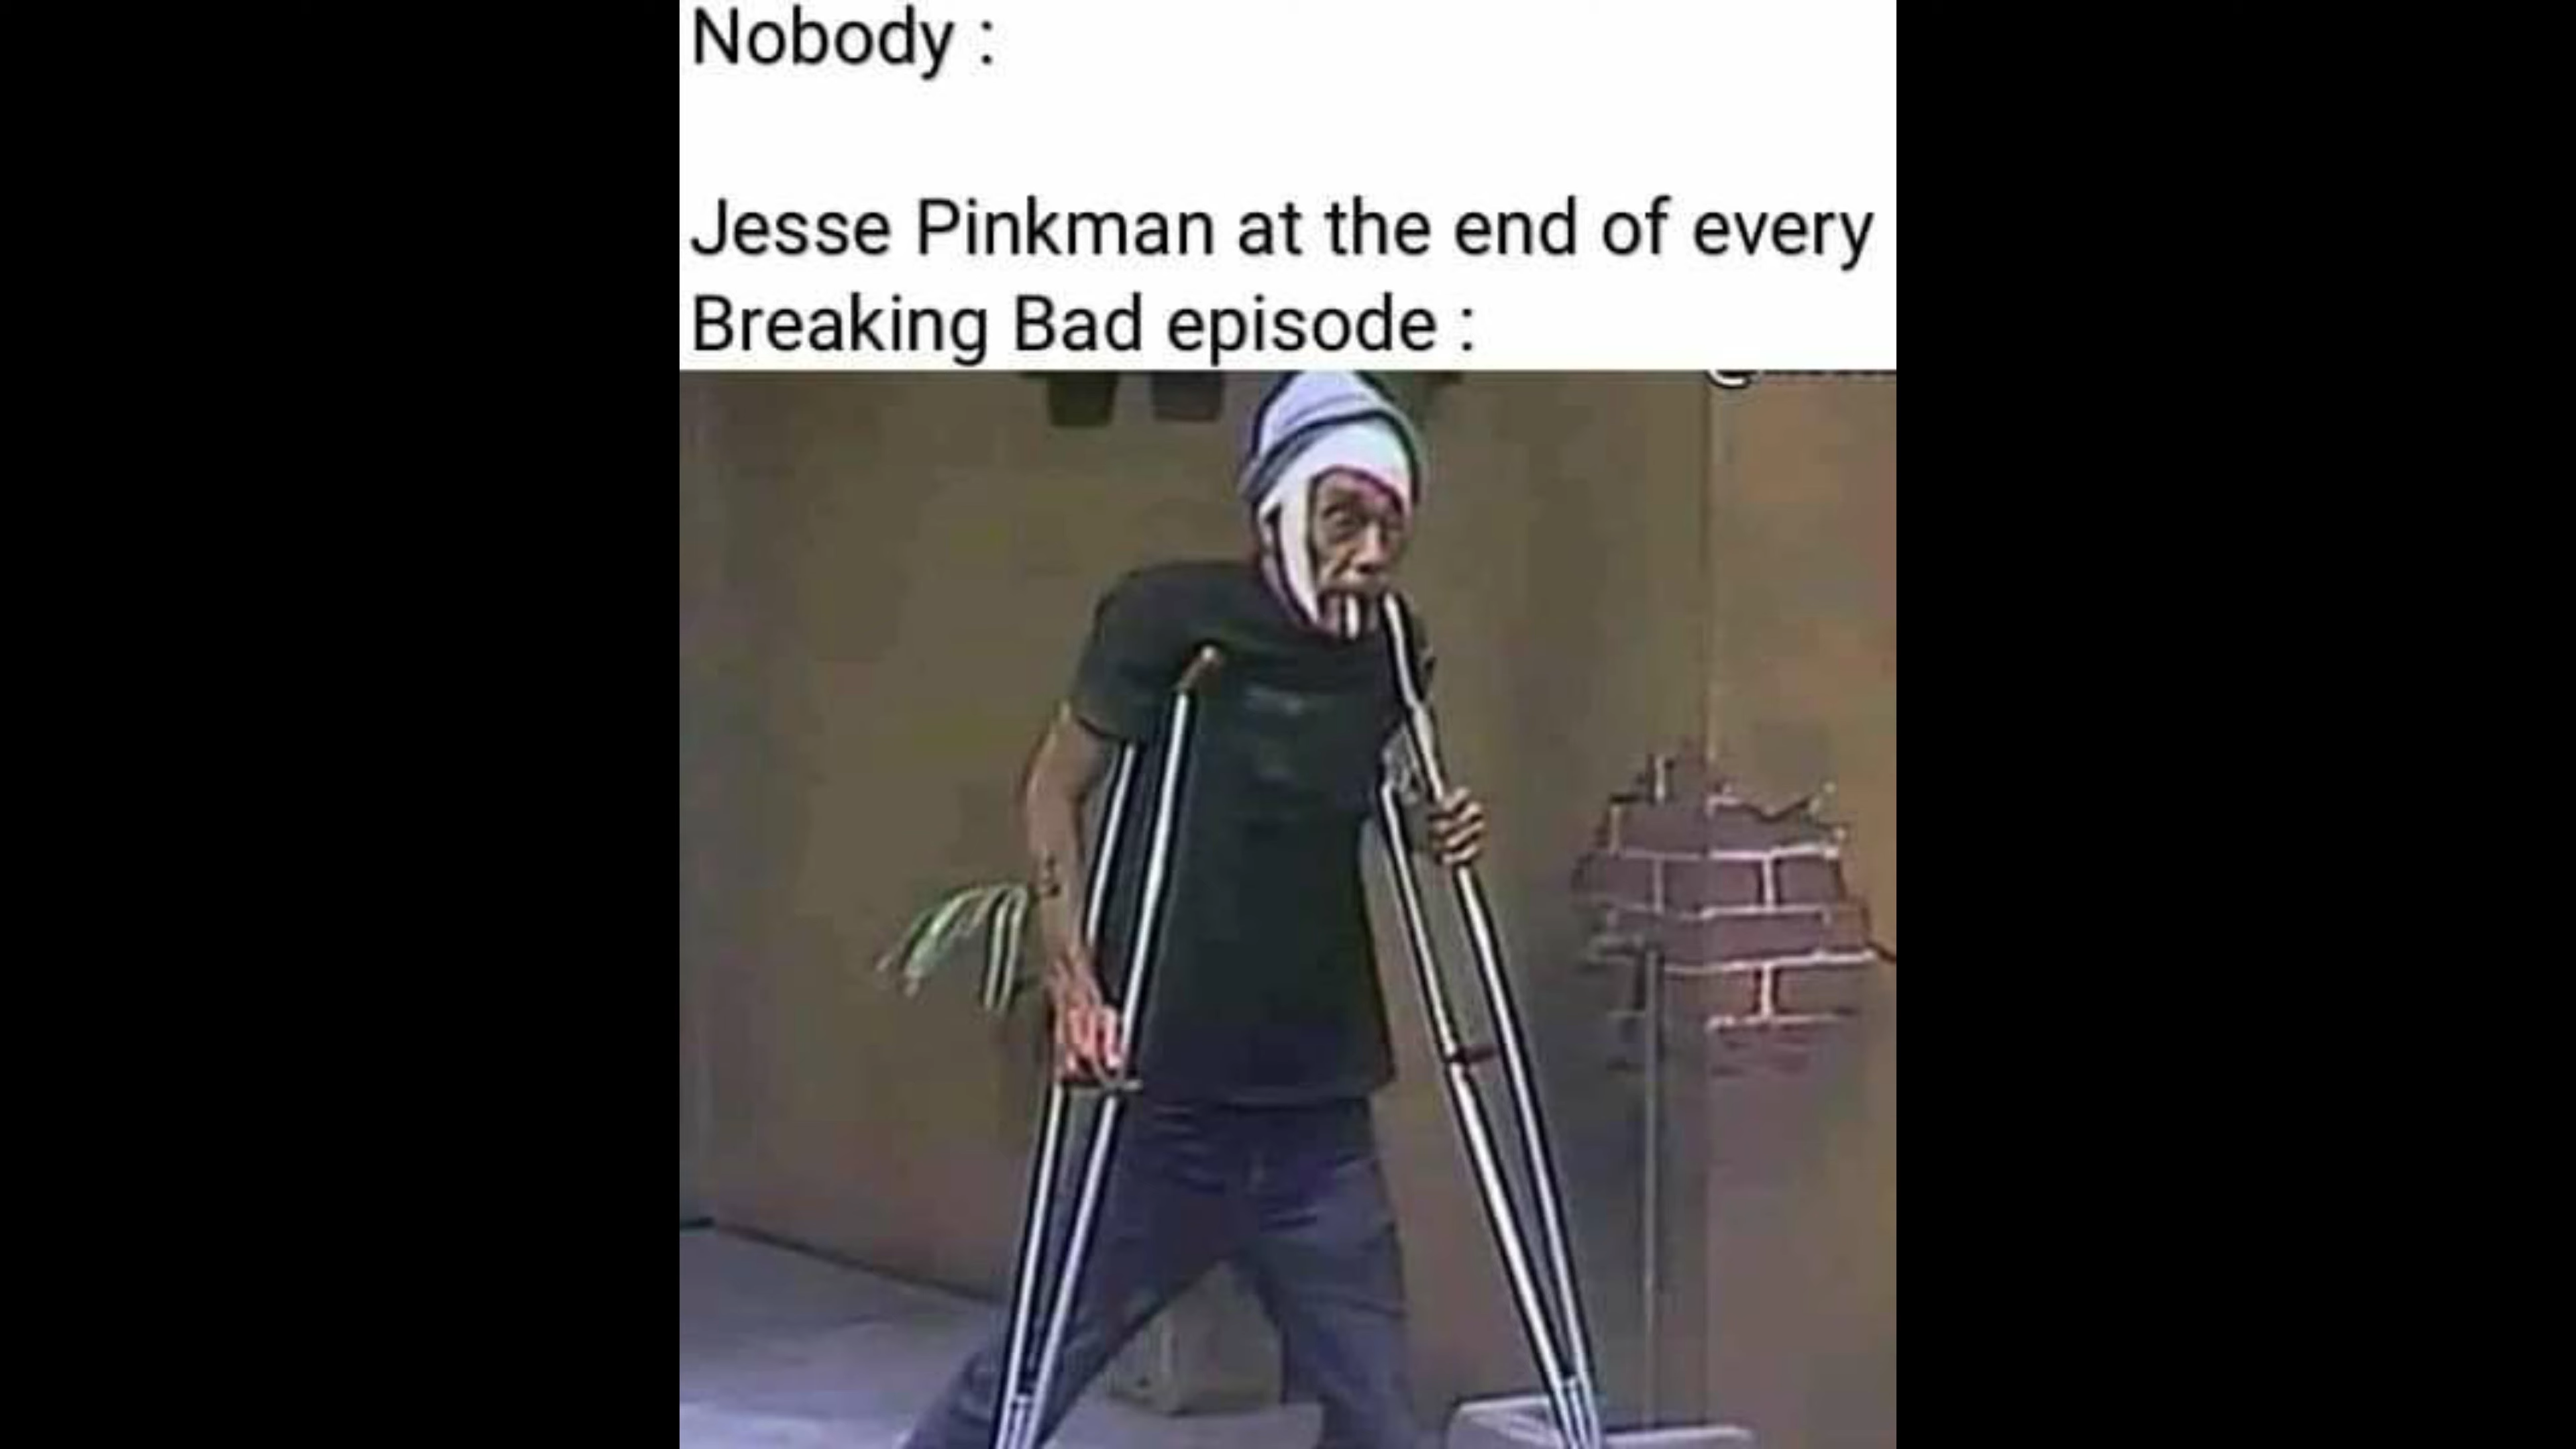 Nobody :
Jesse Pinkman at the end of every
Breaking Bad episode :